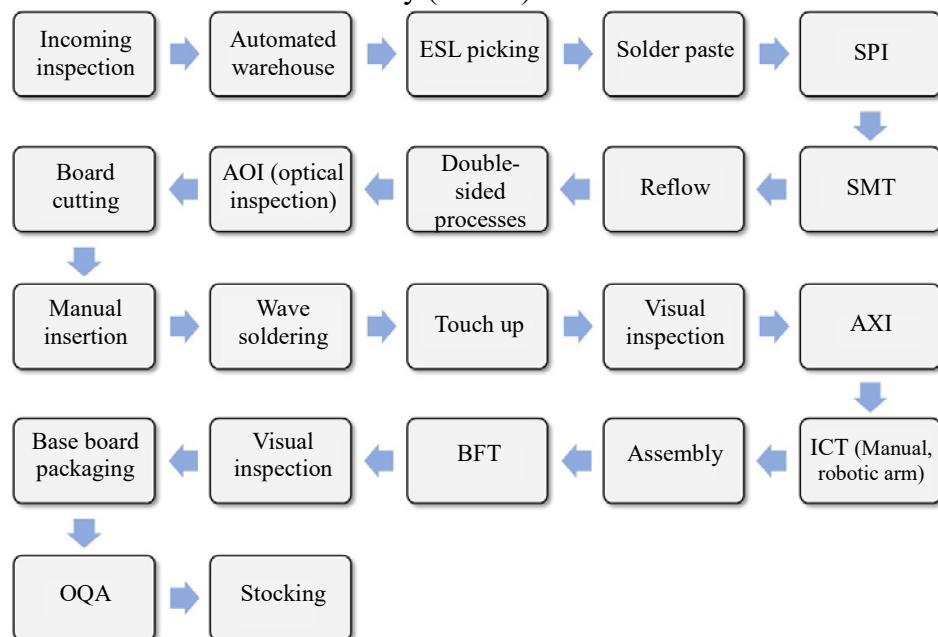 Incoming
inspection
Automated
warehouse
ESL picking
Solder paste
SPI
Board
cutting
AOI (optical
inspection)
Double-
sided
processes
Reflow
SMT
Manual
insertion
Wave
soldering
Touch up
Visual
inspection
AXI
Base board
packaging
Visual
inspection
BFT
Assembly
ICT (Manual,
robotic arm)
OQA
Stocking